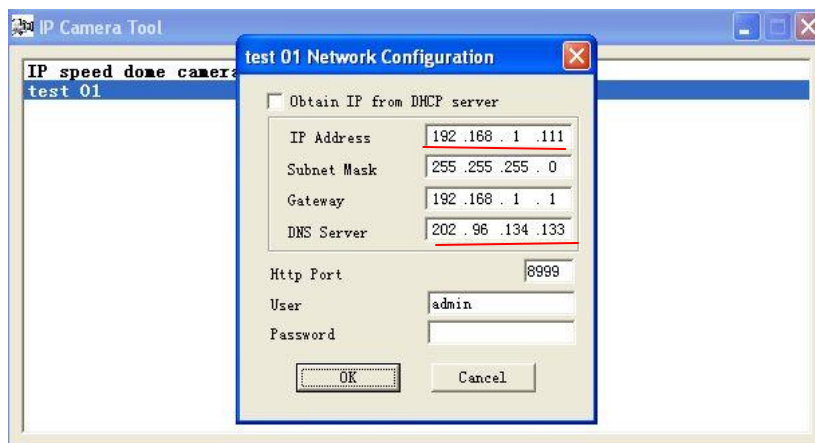 IP Camera Tool
test 01 Network Configuration
IP speed dome camera
test 01
Obtain IP from DHCP server
IP Address 192 .168 . 1 .111
Subnet Mask 255 .255 .255 . 0
Gateway 192 .168 . 1 . 1
DNS Server 202 . 96 .134 .133
Http Port 8999
User admin
Password
OK Cancel